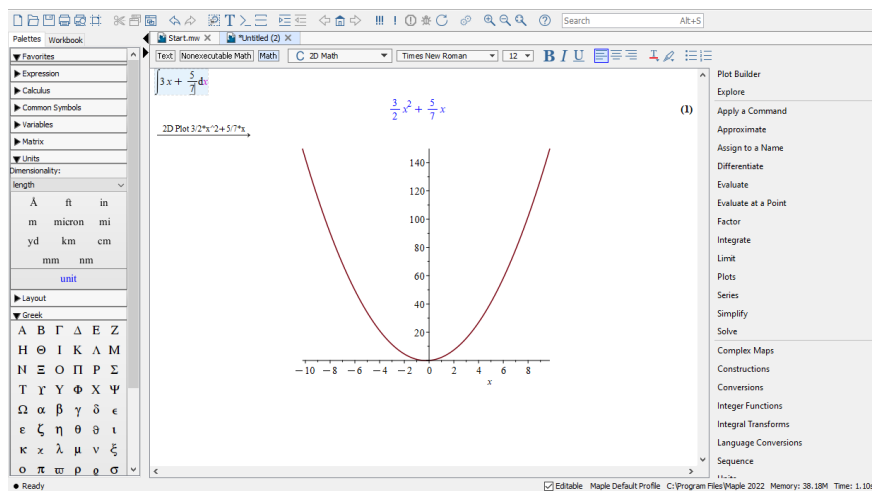 Search Alt+S
Palettes Workbook
Start.mw *Untitled (2)
Text Nonexecutable Math Math C 2D Math Times New Roman 12 B I U
Favorites
Expression
Calculus
Common Symbols
Variables
Matrix
Units
Dimensionality:
length
Å ft in
m micron mi
yd km cm
mm nm
unit
Layout
Greek
Α Β Γ Δ Ε Ζ
Η Θ Ι Κ Λ Μ
Ν Ξ Ο Π Ρ Σ
Τ ϒ Υ Φ Χ Ψ
Ω α β γ δ ϵ
ε ζ η θ ϑ ι
κ ϰ λ μ ν ξ
ο π ϖ ρ ϱ σ
∫3 x + 5/7 dx
3/2 x² + 5/7 x (1)
2D Plot 3/2*x^2+5/7*x
140
120
100
80
60
40
20
−10 −8 −6 −4 −2 0 2 4 6 8
x
Plot Builder
Explore
Apply a Command
Approximate
Assign to a Name
Differentiate
Evaluate
Evaluate at a Point
Factor
Integrate
Limit
Plots
Series
Simplify
Solve
Complex Maps
Constructions
Conversions
Integer Functions
Integral Transforms
Language Conversions
Sequence
Ready
Editable Maple Default Profile C:\Program Files\Maple 2022 Memory: 38.18M Time: 1.10s